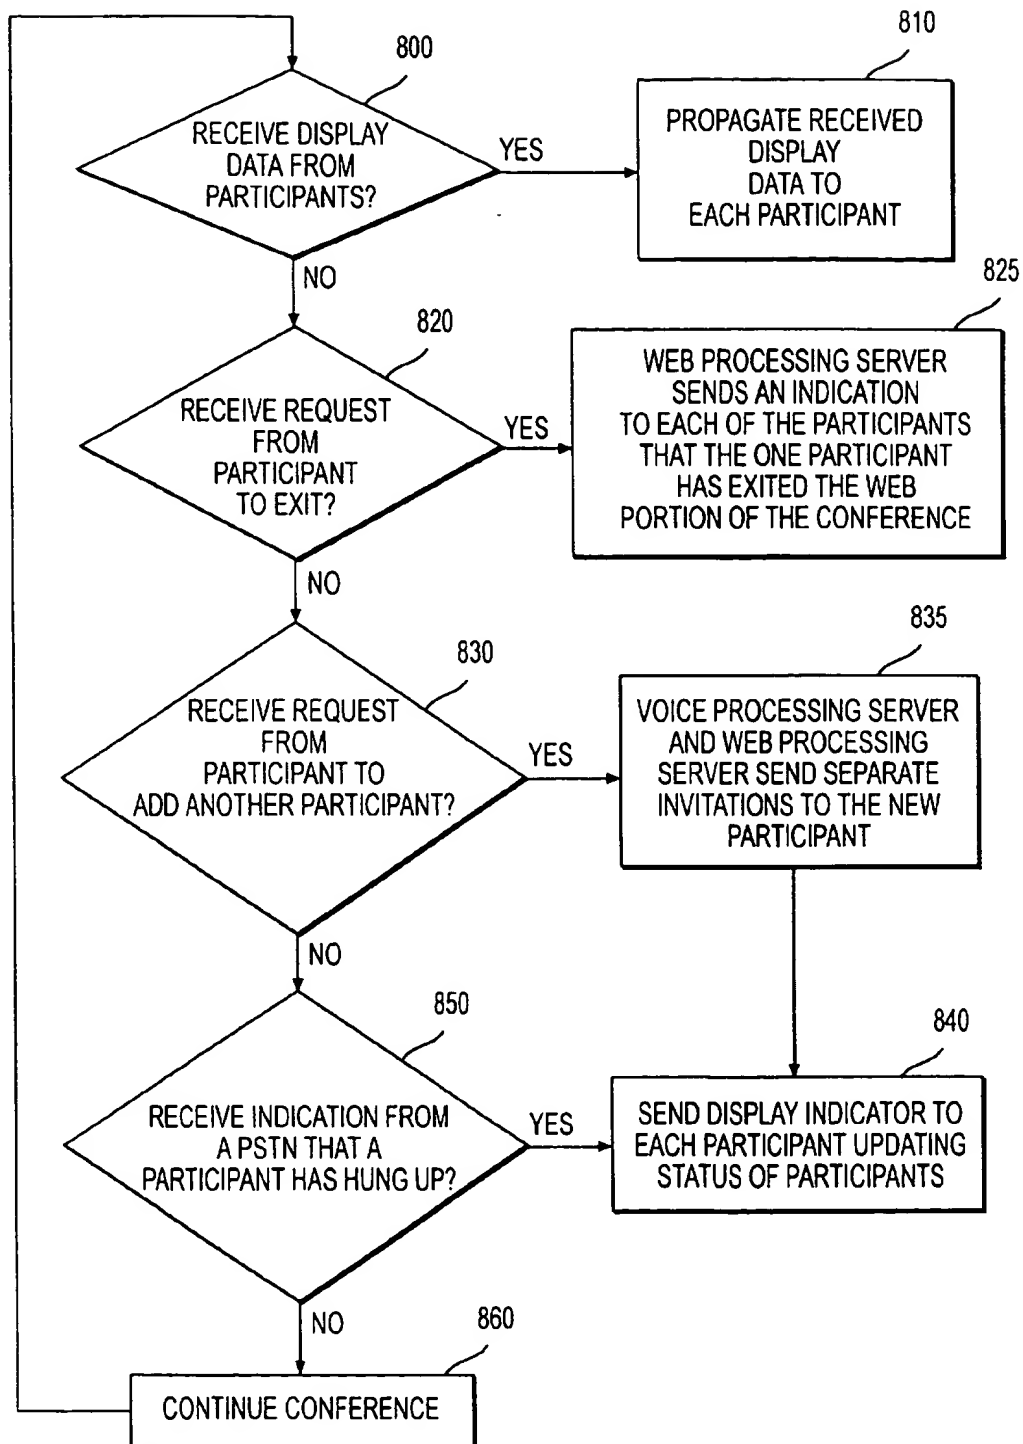 800
RECEIVE DISPLAY
DATA FROM
PARTICIPANTS?
YES
810
PROPAGATE RECEIVED
DISPLAY
DATA TO
EACH PARTICIPANT
NO
820
RECEIVE REQUEST
FROM
PARTICIPANT
TO EXIT?
YES
825
WEB PROCESSING SERVER
SENDS AN INDICATION
TO EACH OF THE PARTICIPANTS
THAT THE ONE PARTICIPANT
HAS EXITED THE WEB
PORTION OF THE CONFERENCE
NO
830
RECEIVE REQUEST
FROM
PARTICIPANT TO
ADD ANOTHER PARTICIPANT?
YES
835
VOICE PROCESSING SERVER
AND WEB PROCESSING
SERVER SEND SEPARATE
INVITATIONS TO THE NEW
PARTICIPANT
NO
850
RECEIVE INDICATION FROM
A PSTN THAT A
PARTICIPANT HAS HUNG UP?
YES
840
SEND DISPLAY INDICATOR TO
EACH PARTICIPANT UPDATING
STATUS OF PARTICIPANTS
NO
860
CONTINUE CONFERENCE